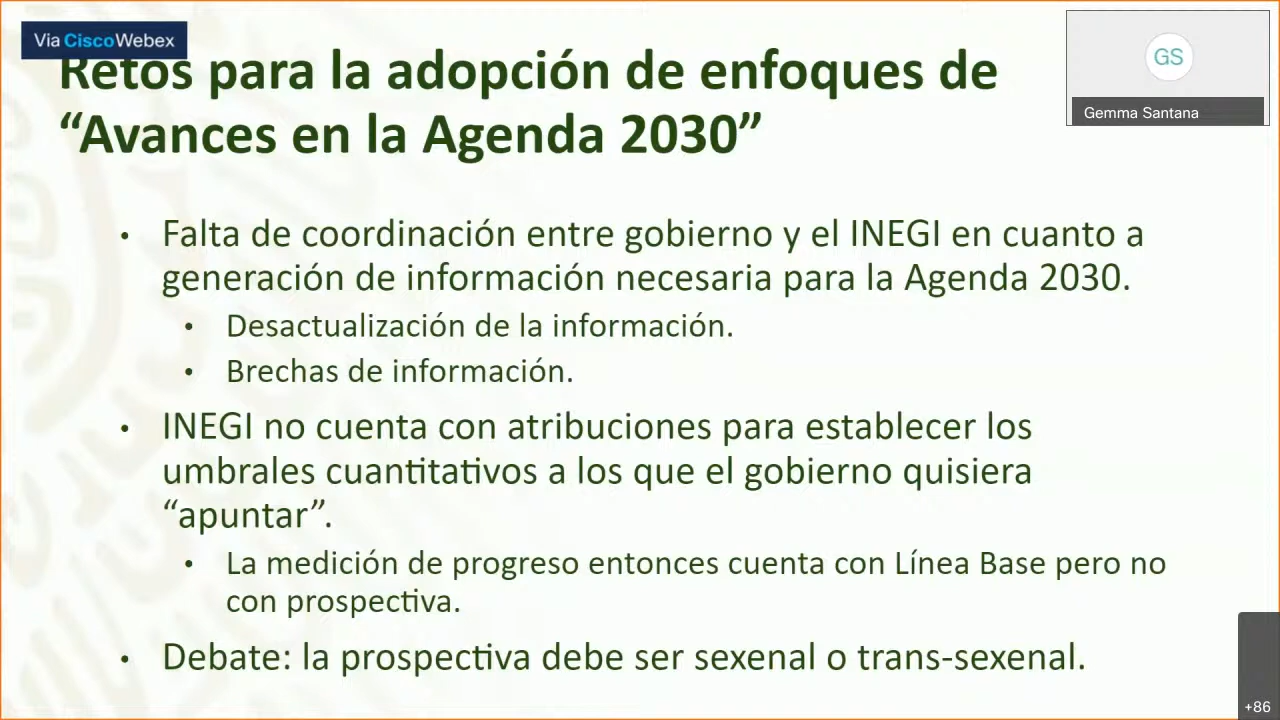 Via Cisco Webex
Retos para la adopción de enfoques de
“Avances en la Agenda 2030”
GS
Gemma Santana
• Falta de coordinación entre gobierno y el INEGI en cuanto a
generación de información necesaria para la Agenda 2030.
• Desactualización de la información.
• Brechas de información.
• INEGI no cuenta con atribuciones para establecer los
umbrales cuantitativos a los que el gobierno quisiera
“apuntar”.
• La medición de progreso entonces cuenta con Línea Base pero no
con prospectiva.
• Debate: la prospectiva debe ser sexenal o trans-sexenal.
+86